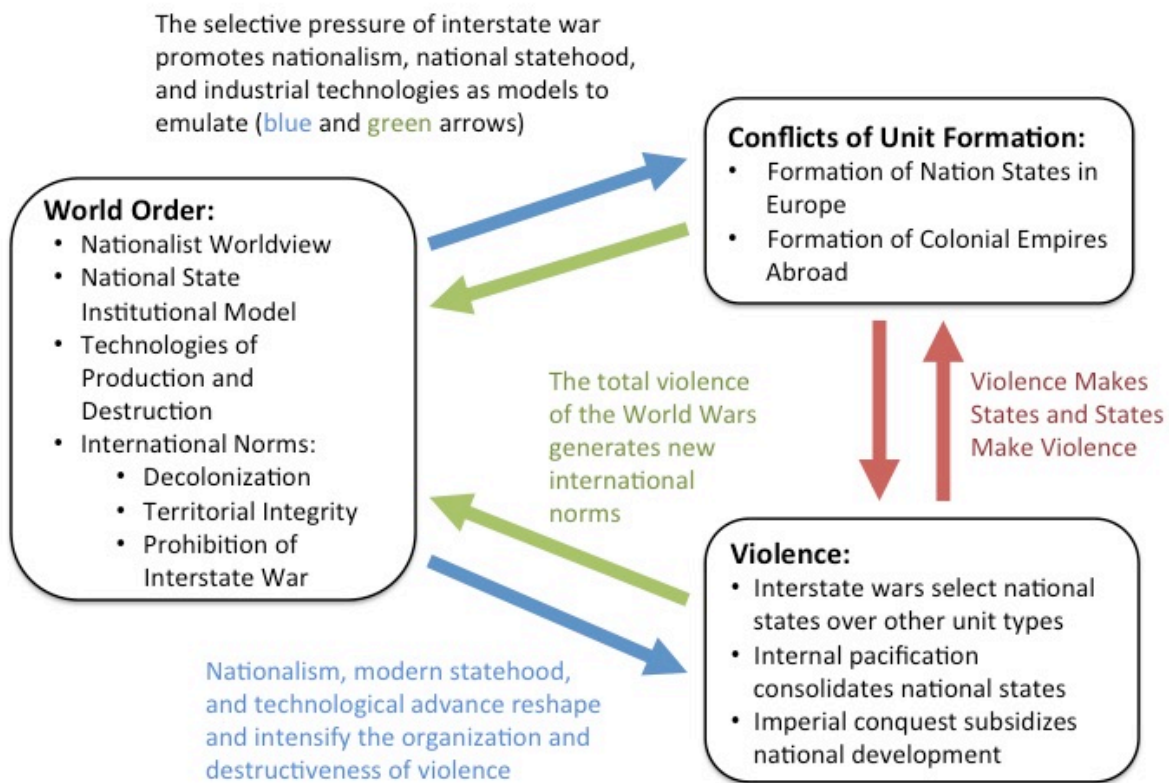 The selective pressure of interstate war
promotes nationalism, national statehood,
and industrial technologies as models to
emulate (blue and green arrows)
Conflicts of Unit Formation:
• Formation of Nation States in
Europe
• Formation of Colonial Empires
Abroad
World Order:
• Nationalist Worldview
• National State
Institutional Model
• Technologies of
Production and
Destruction
• International Norms:
• Decolonization
• Territorial Integrity
• Prohibition of
Interstate War
The total violence
of the World Wars
generates new
international
norms
Violence Makes
States and States
Make Violence
Violence:
• Interstate wars select national
states over other unit types
• Internal pacification
consolidates national states
• Imperial conquest subsidizes
national development
Nationalism, modern statehood,
and technological advance reshape
and intensify the organization and
destructiveness of violence